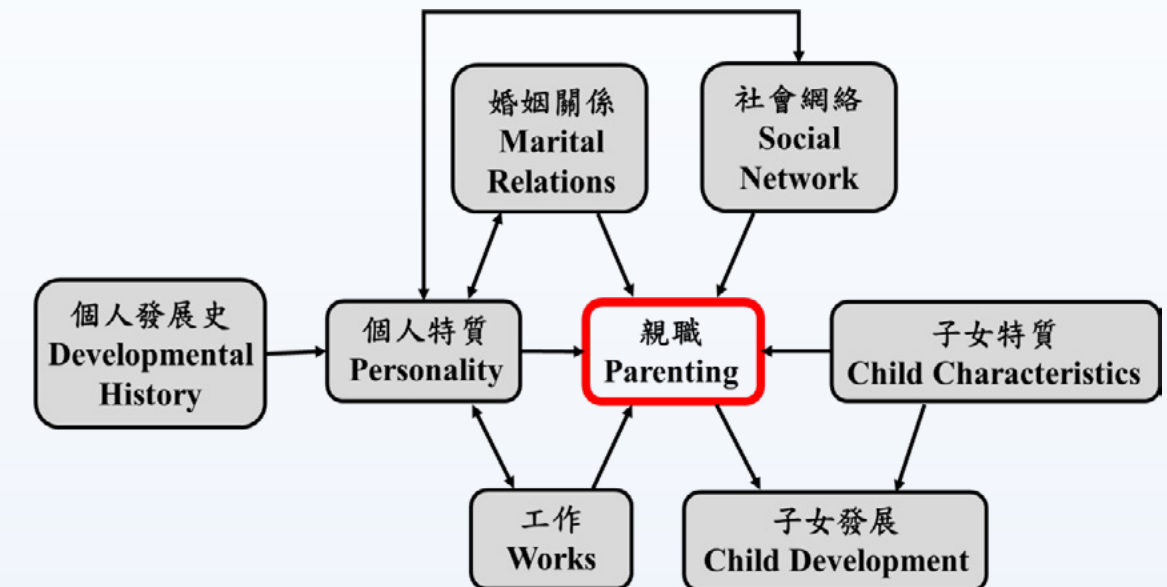 婚姻關係
Marital
Relations
社會網絡
Social
Network
個人發展史
Developmental
History
個人特質
Personality
親職
Parenting
子女特質
Child Characteristics
工作
Works
子女發展
Child Development